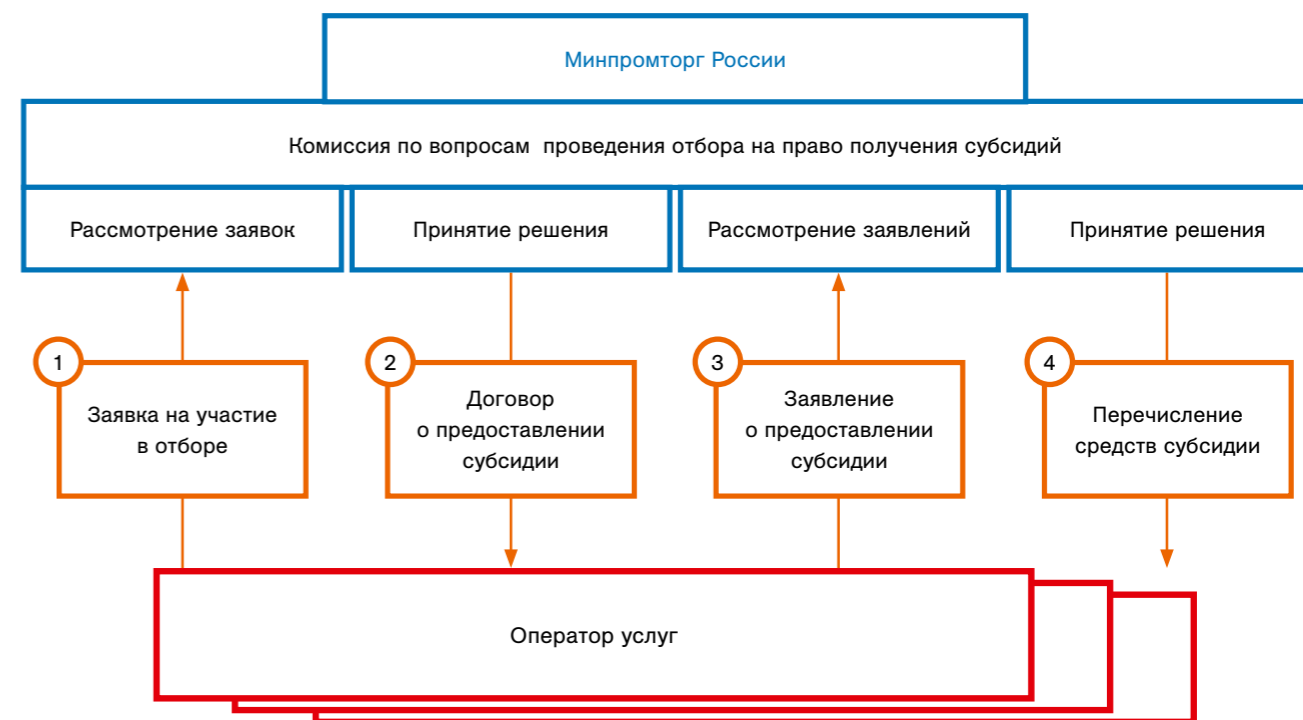 Минпромторг России
Комиссия по вопросам проведения отбора на право получения субсидий
Рассмотрение заявок
Принятие решения
Рассмотрение заявлений
Принятие решения
1
Заявка на участие
в отборе
2
Договор
о предоставлении
субсидии
3
Заявление
о предоставлении
субсидии
4
Перечисление
средств субсидии
Оператор услуг